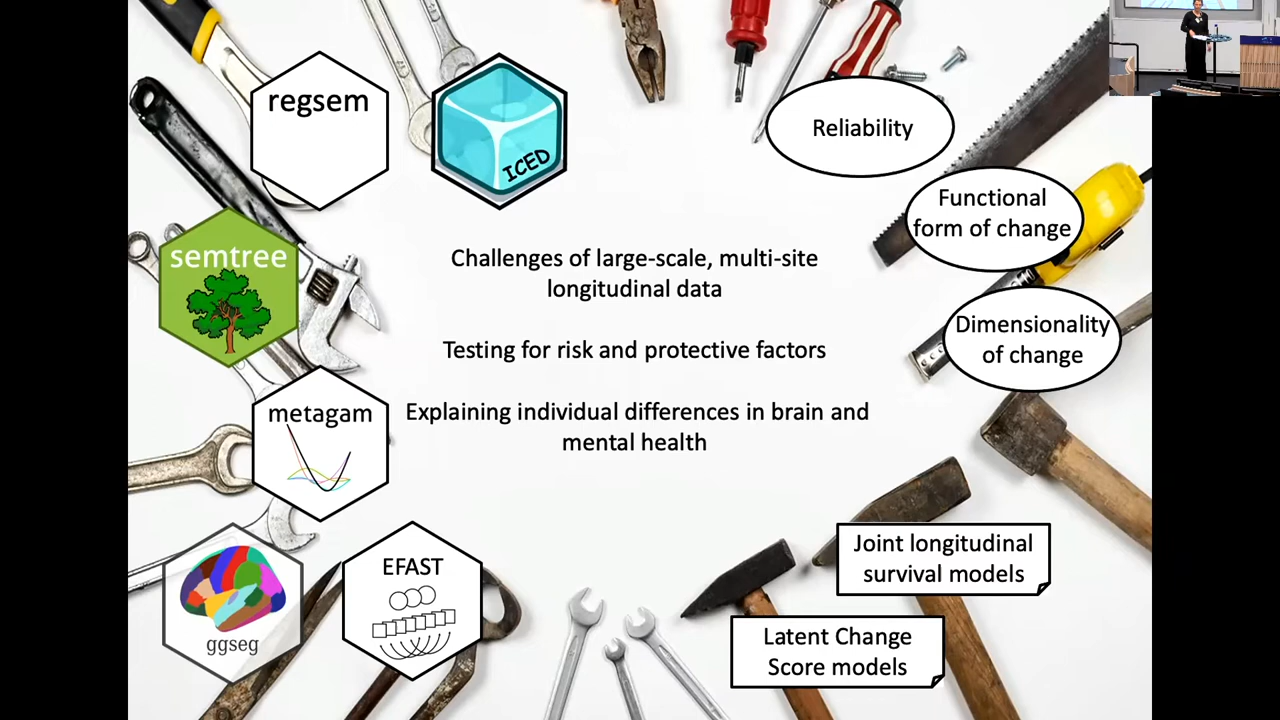 regsem
ICED
Reliability
Functional
form of change
semtree
Challenges of large-scale, multi-site
longitudinal data
Dimensionality
of change
Testing for risk and protective factors
metagam
Explaining individual differences in brain and
mental health
EFAST
ggseg
Joint longitudinal
survival models
Latent Change
Score models